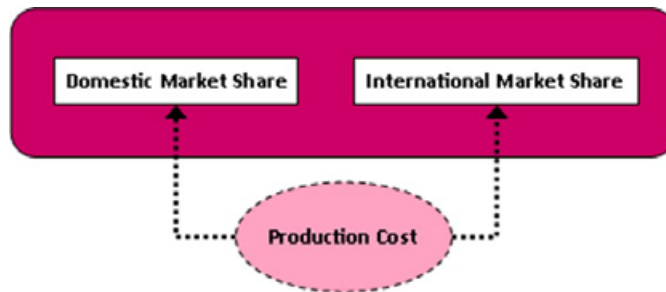 Domestic Market Share
International Market Share
Production Cost